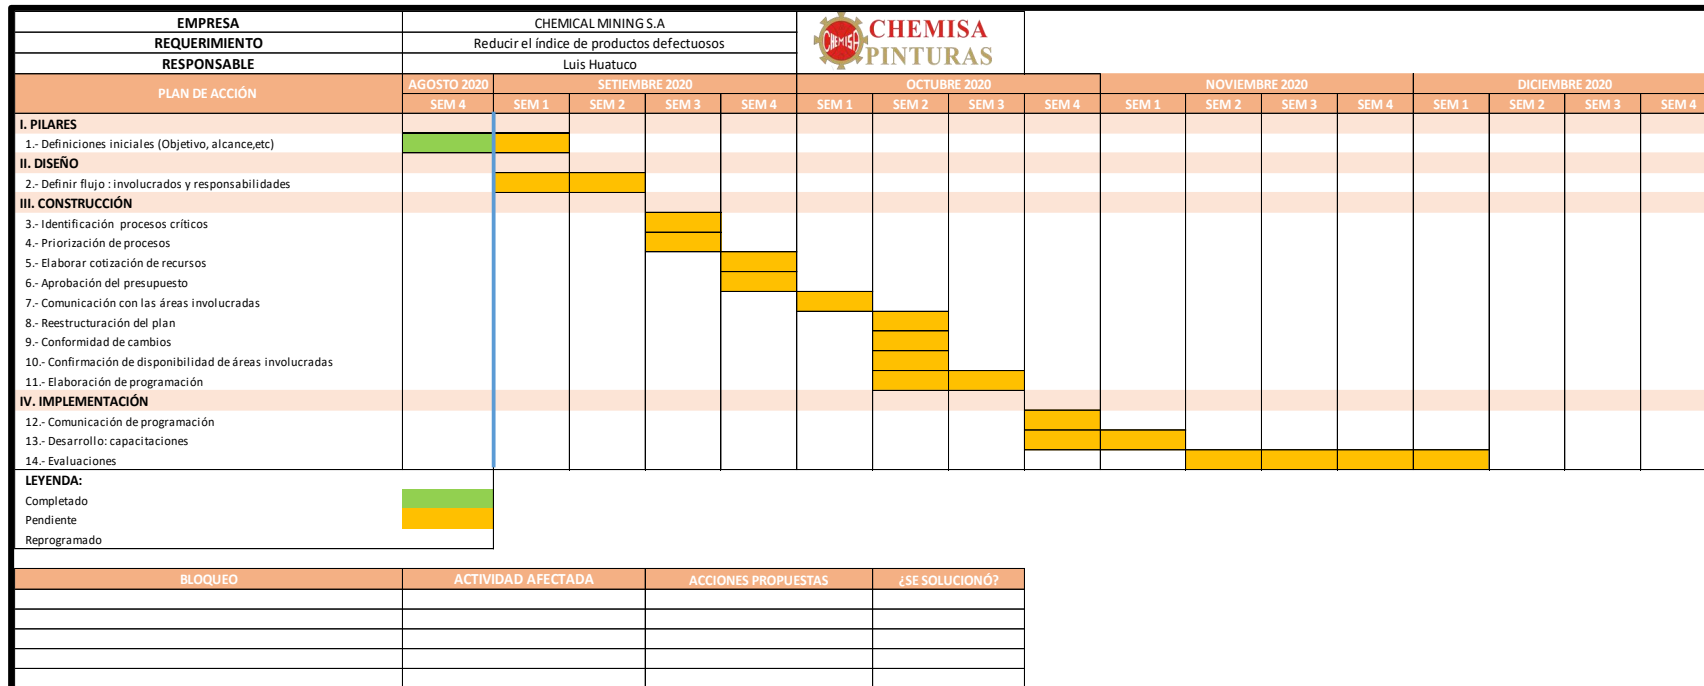 EMPRESA CHEMICAL MINING S.A
REQUERIMIENTO Reducir el índice de productos defectuosos
RESPONSABLE Luis Huatuco
CHEMISA
CHEMISA
PINTURAS
PLAN DE ACCIÓN AGOSTO 2020 SETIEMBRE 2020 OCTUBRE 2020 NOVIEMBRE 2020 DICIEMBRE 2020
SEM 4 SEM 1 SEM 2 SEM 3 SEM 4 SEM 1 SEM 2 SEM 3 SEM 4 SEM 1 SEM 2 SEM 3 SEM 4 SEM 1 SEM 2 SEM 3 SEM 4
I. PILARES
1.- Definiciones iniciales (Objetivo, alcance,etc)
II. DISEÑO
2.- Definir flujo : involucrados y responsabilidades
III. CONSTRUCCIÓN
3.- Identificación procesos críticos
4.- Priorización de procesos
5.- Elaborar cotización de recursos
6.- Aprobación del presupuesto
7.- Comunicación con las áreas involucradas
8.- Reestructuración del plan
9.- Conformidad de cambios
10.- Confirmación de disponibilidad de áreas involucradas
11.- Elaboración de programación
IV. IMPLEMENTACIÓN
12.- Comunicación de programación
13.- Desarrollo: capacitaciones
14.- Evaluaciones
LEYENDA:
Completado
Pendiente
Reprogramado
BLOQUEO ACTIVIDAD AFECTADA ACCIONES PROPUESTAS ¿SE SOLUCIONÓ?